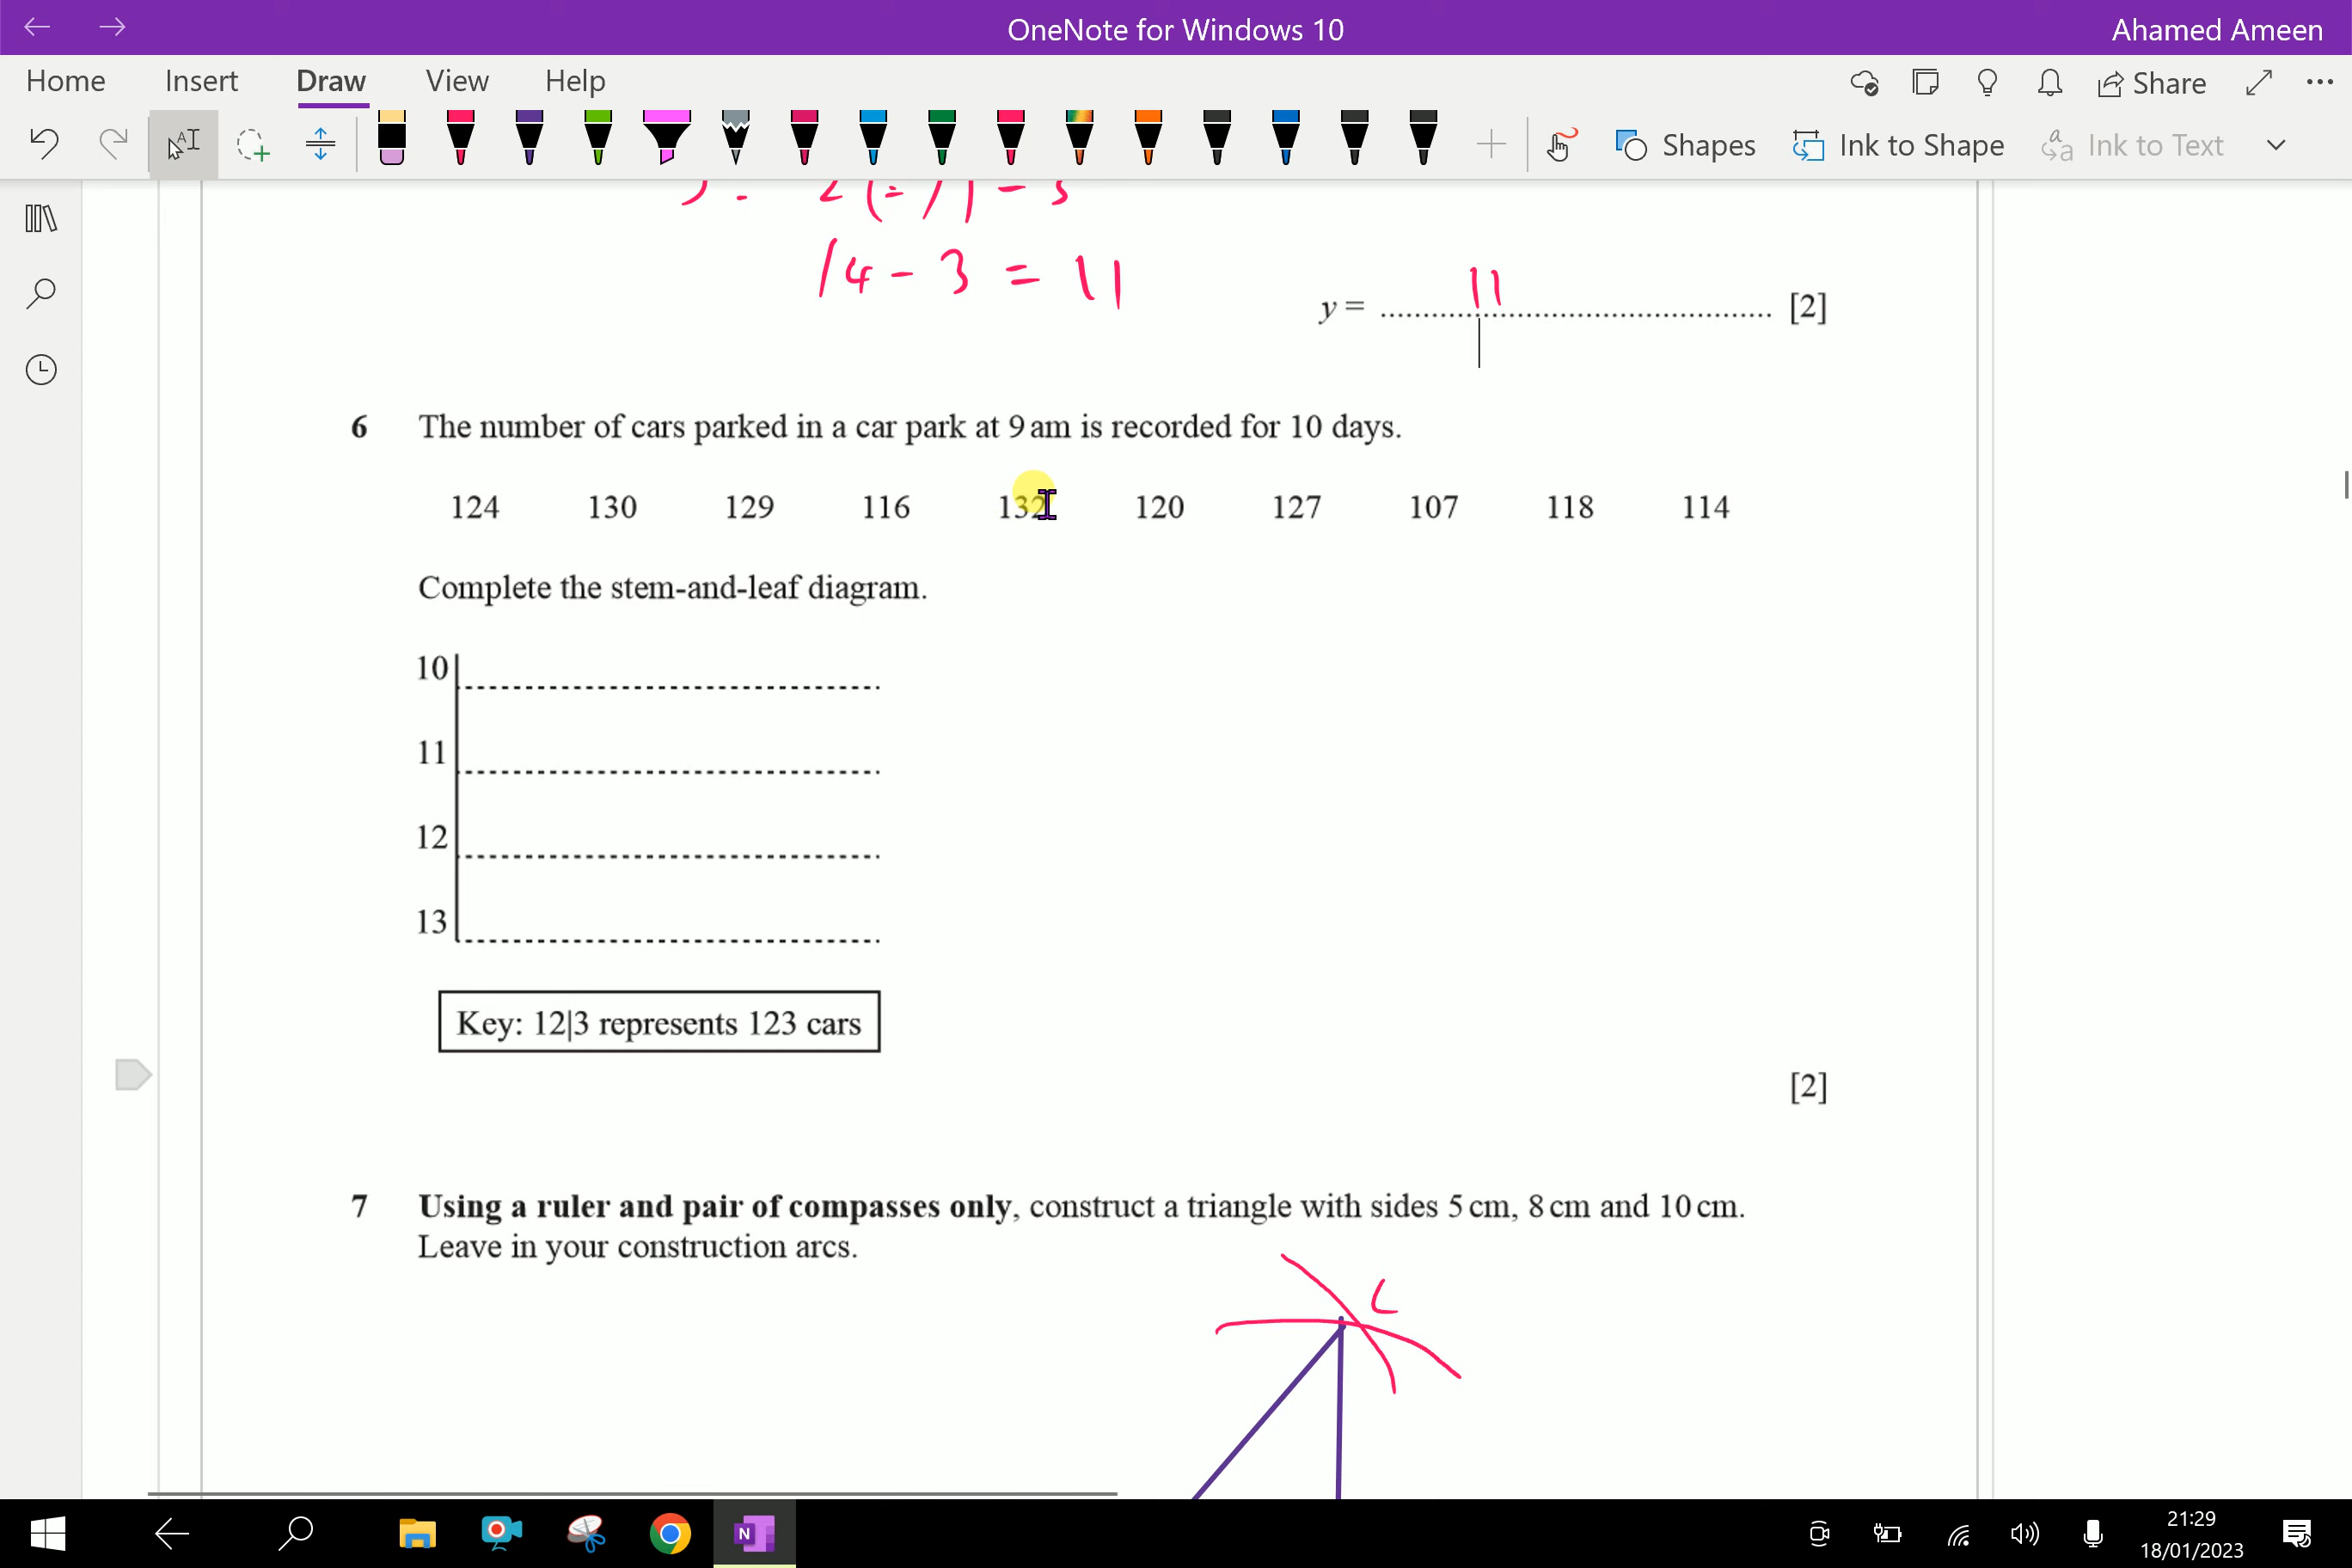 OneNote for Windows 10
Ahamed Ameen
Home Insert Draw View Help
Share
Shapes Ink to Shape Ink to Text
14 - 3 = 11
11
y = [2]
6 The number of cars parked in a car park at 9 am is recorded for 10 days.
124 130 129 116 132 120 127 107 118 114
Complete the stem-and-leaf diagram.
10
11
12
13
Key: 12|3 represents 123 cars
[2]
7 Using a ruler and pair of compasses only, construct a triangle with sides 5 cm, 8 cm and 10 cm.
Leave in your construction arcs.
C
21:29
18/01/2023